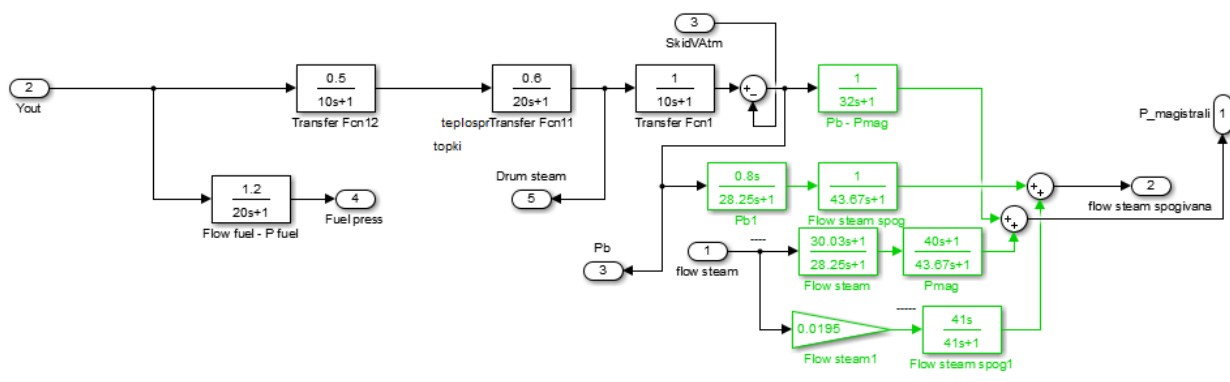 3
SkidVAtm
2
Yout
0.5
10s+1
Transfer Fcn12
0.6
20s+1
teplosprTransfer Fcn11
topki
1
10s+1
Transfer Fcn1
+
-
1
32s+1
Pb - Pmag
P_magistrali
1
1.2
20s+1
Flow fuel - P fuel
4
Fuel press
Drum steam
5
0.8s
28.25s+1
Pb1
1
43.67s+1
Flow steam spog
+
+
2
flow steam spogivana
+
+
Pb
3
----
1
flow steam
30.03s+1
28.25s+1
Flow steam
40s+1
43.67s+1
Pmag
-----
0.0195
Flow steam1
41s
41s+1
Flow steam spog1